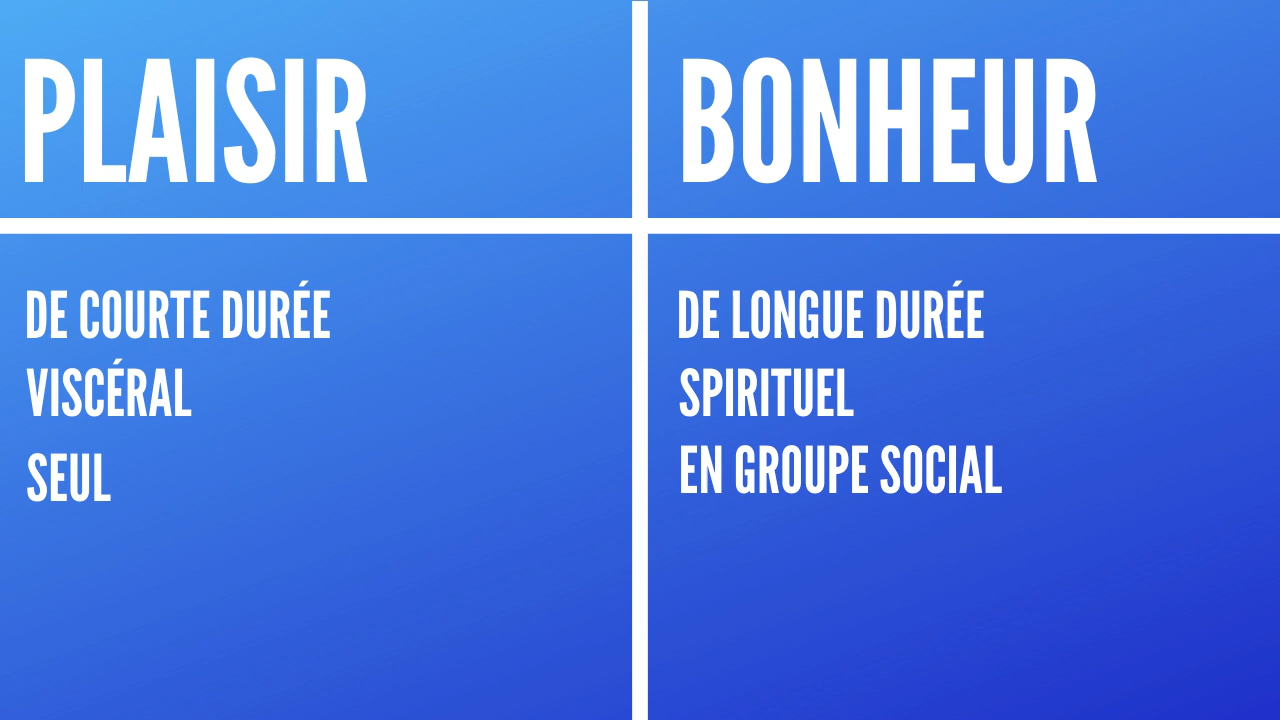 PLAISIR
BONHEUR
DE COURTE DURÉE
VISCÉRAL
SEUL
DE LONGUE DURÉE
SPIRITUEL
EN GROUPE SOCIAL